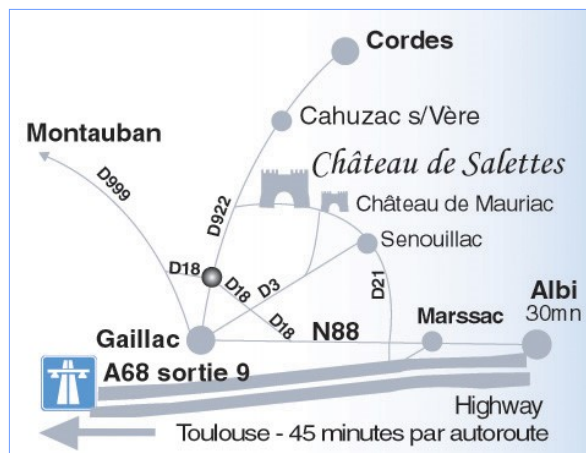 Cordes
Cahuzac s/Vère
Montauban
Château de Salettes
D999
D922
Château de Mauriac
Senouillac
D18
D18
D3
D21
D18
Albi
30mn
Marssac
N88
Gaillac
A68 sortie 9
Highway
Toulouse - 45 minutes par autoroute